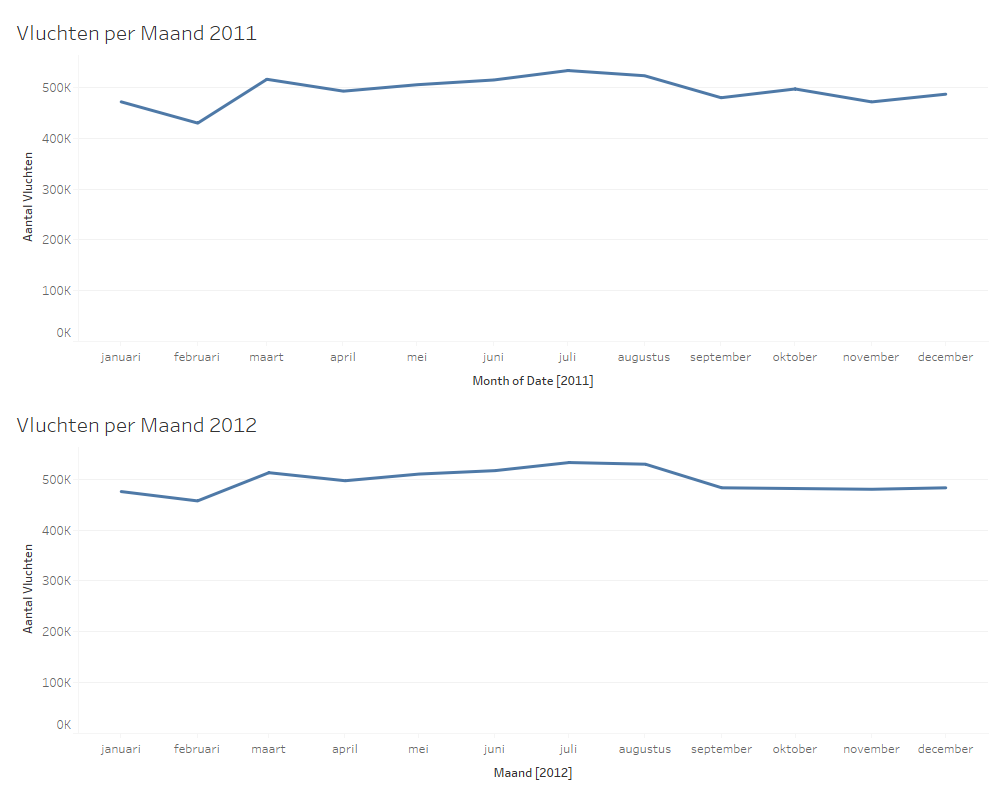 Vluchten per Maand 2011
500K
400K
300K
200K
100K
0K
Aantal Vluchten
januari februari maart april mei juni juli augustus september oktober november december
Month of Date [2011]
Vluchten per Maand 2012
500K
400K
300K
200K
100K
0K
Aantal Vluchten
januari februari maart april mei juni juli augustus september oktober november december
Maand [2012]